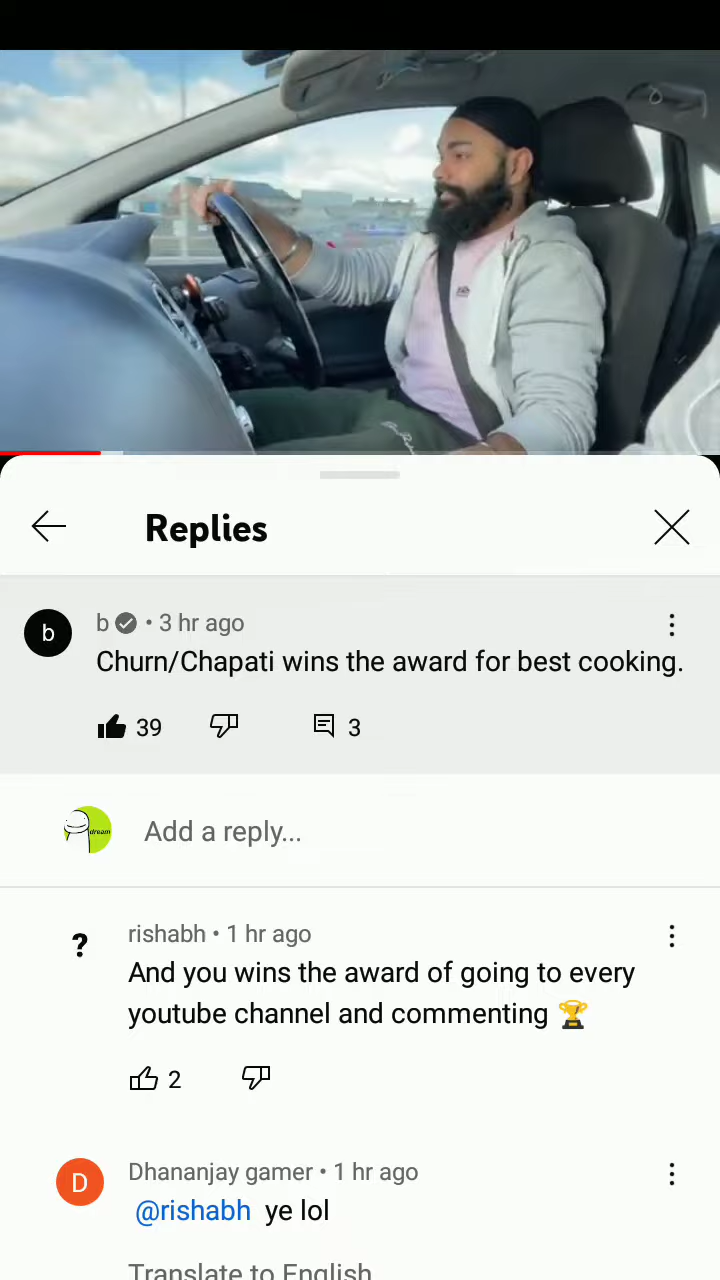 Replies
b • 3 hr ago
b
Churn/Chapati wins the award for best cooking.
39 3
dream
Add a reply...
rishabh • 1 hr ago
?
And you wins the award of going to every
youtube channel and commenting 🏆
2
Dhananjay gamer • 1 hr ago
D
@rishabh ye lol
Translate to English